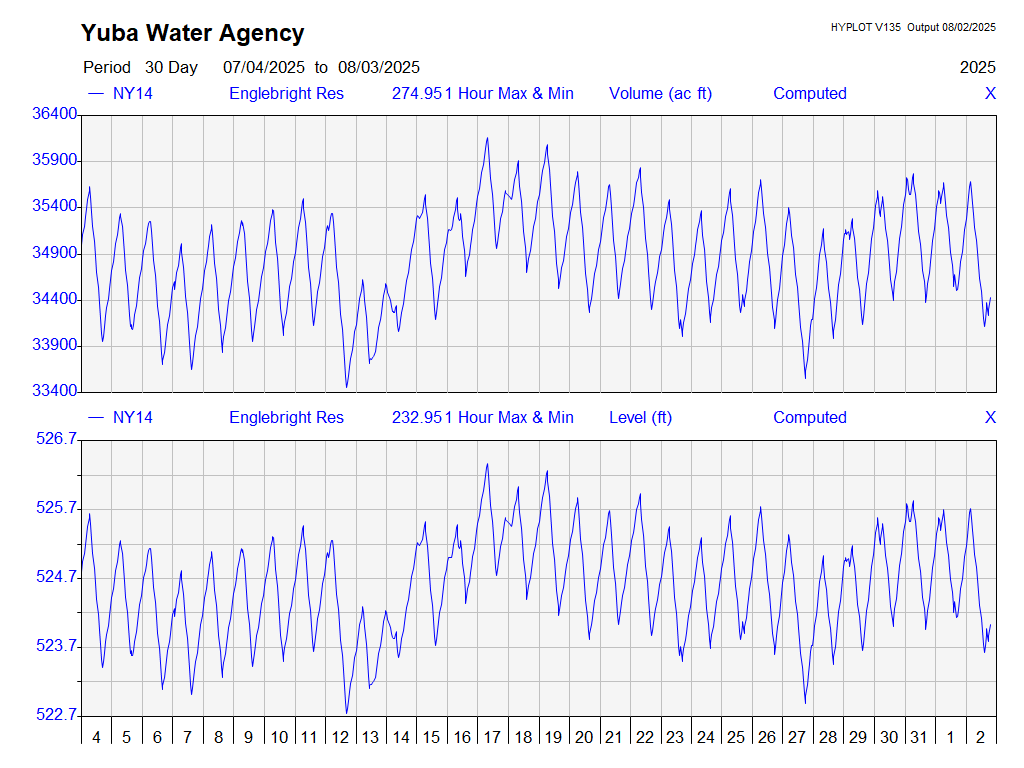 Yuba Water Agency
HYPLOT V135 Output 08/02/2025
Period 30 Day 07/04/2025 to 08/03/2025 2025
NY14 Englebright Res 274.951 Hour Max & Min Volume (ac ft) Computed X
36400
35900
35400
34900
34400
33900
33400
NY14 Englebright Res 232.951 Hour Max & Min Level (ft) Computed X
526.7
525.7
524.7
523.7
522.7
4 5 6 7 8 9 10 11 12 13 14 15 16 17 18 19 20 21 22 23 24 25 26 27 28 29 30 31 1 2